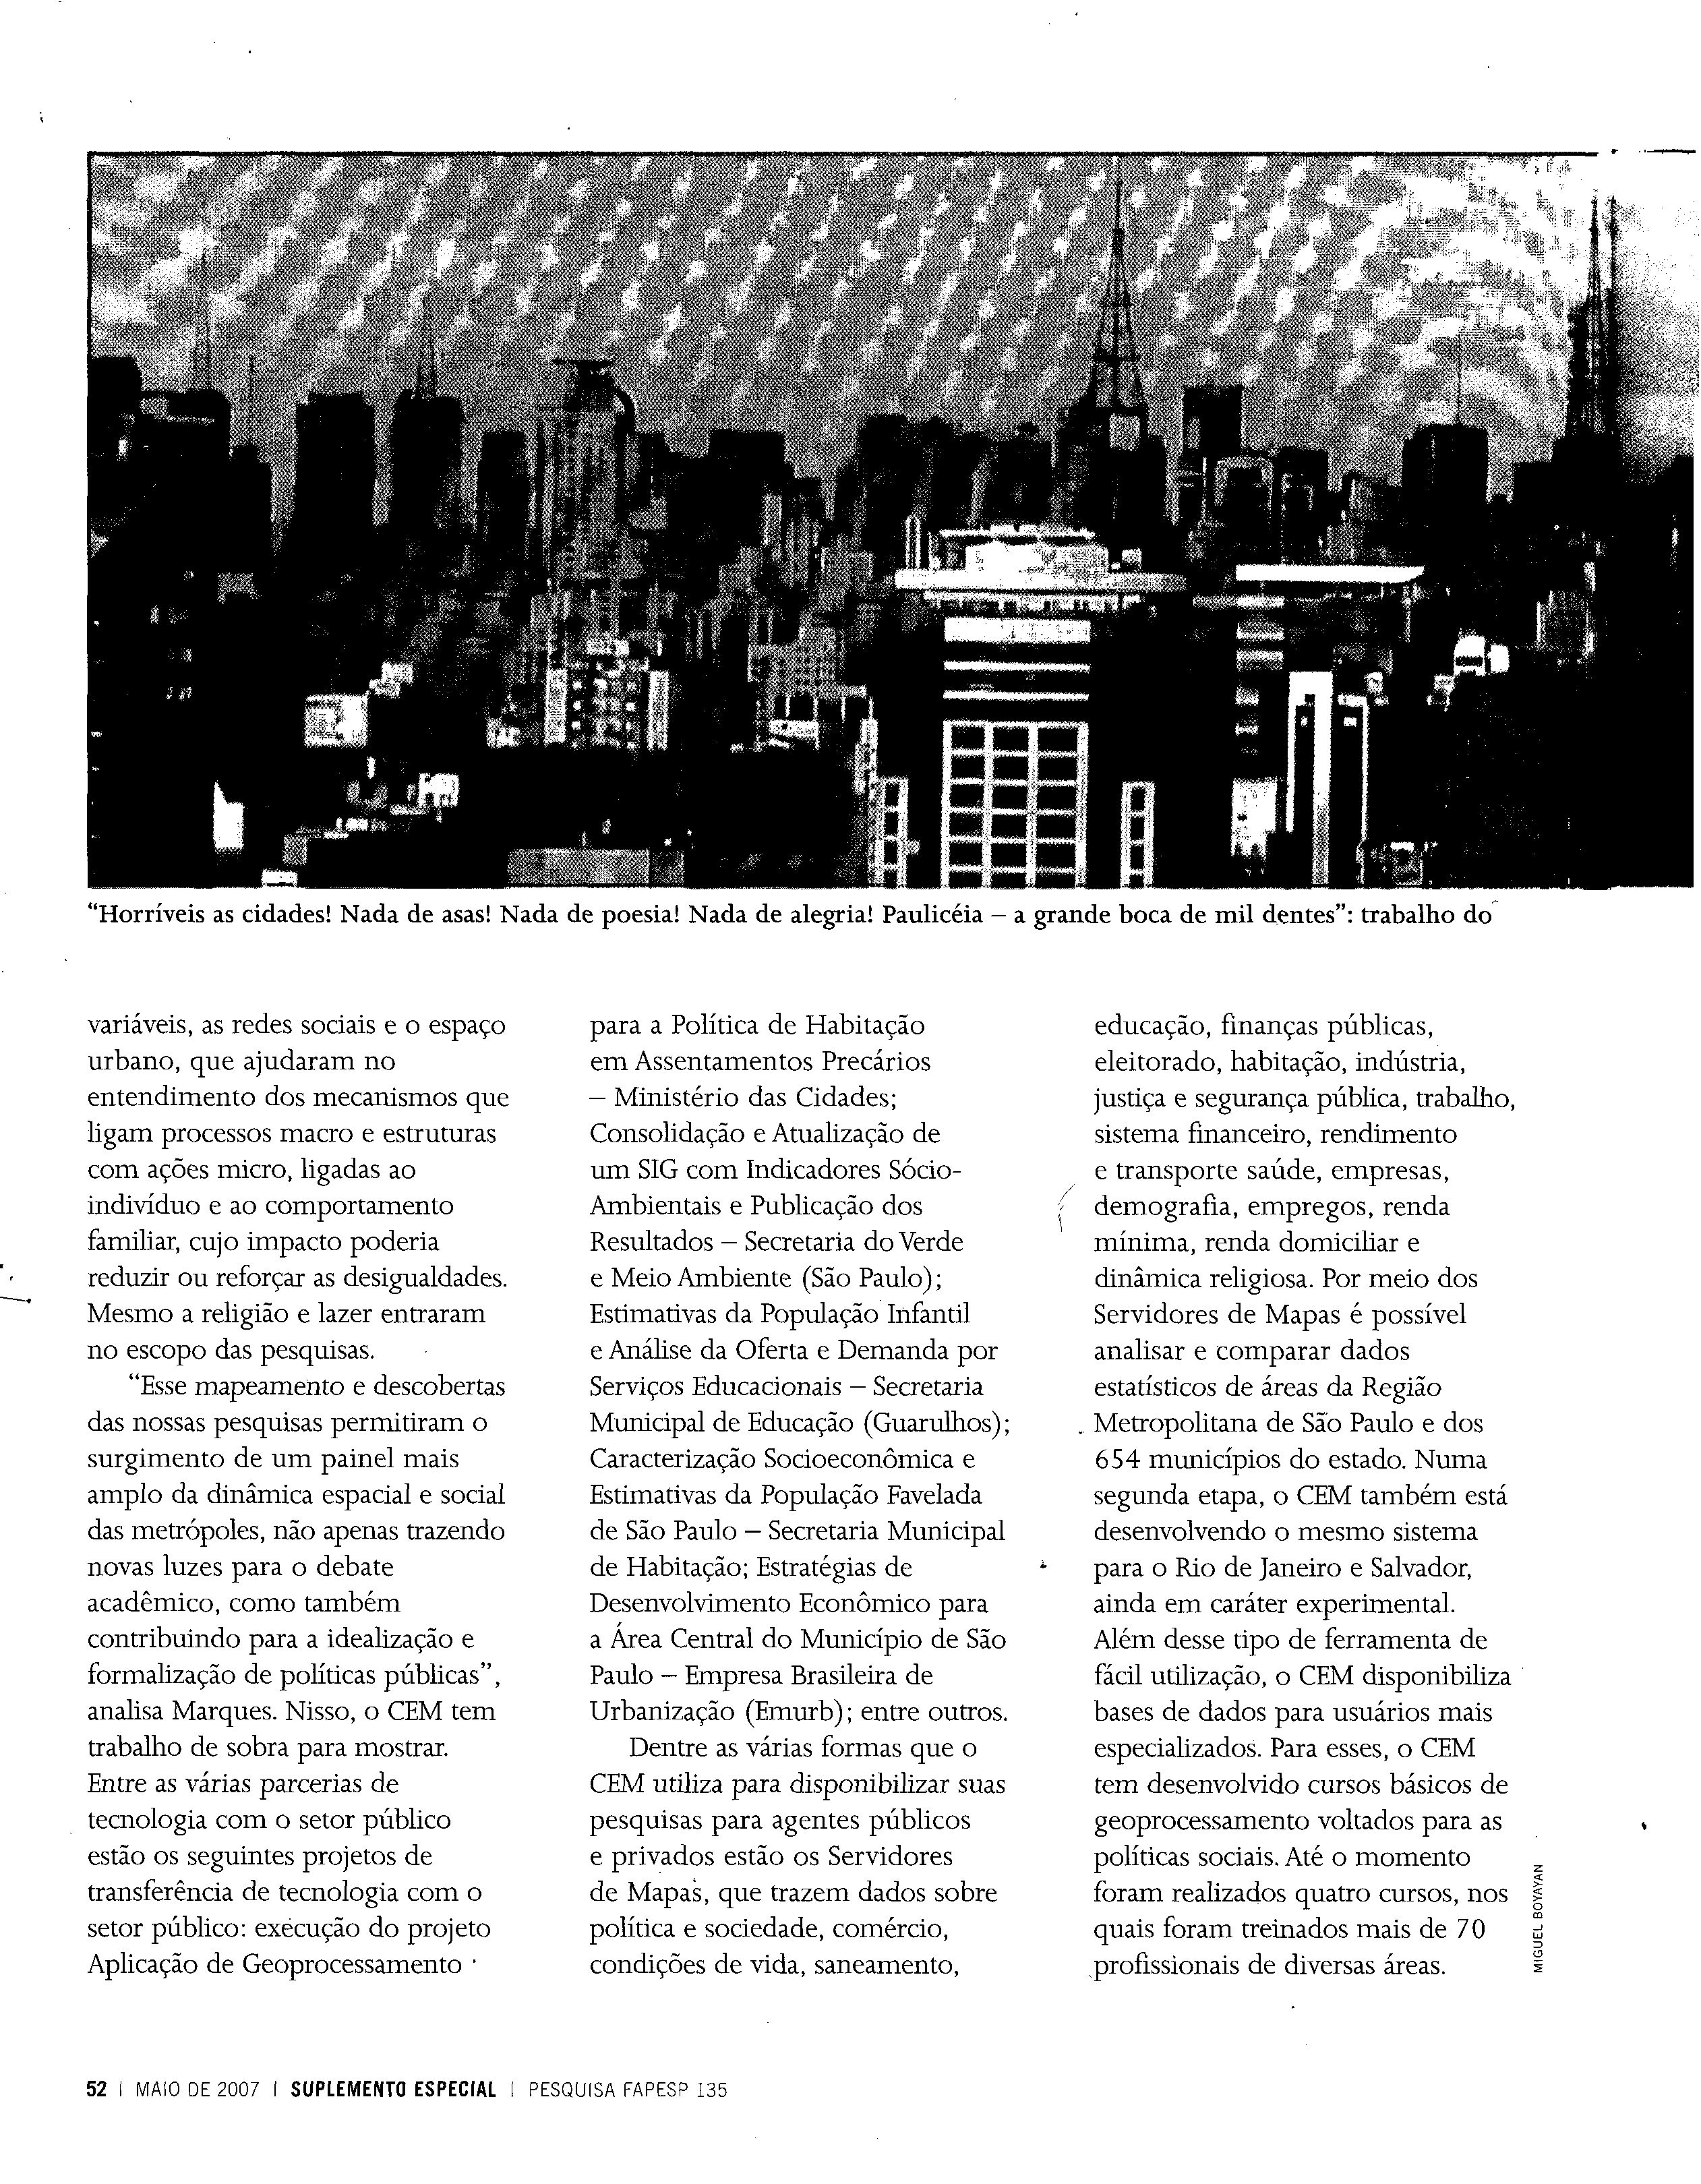 “Horríveis as cidades! Nada de asas! Nada de poesia! Nada de alegria! Paulicéia – a grande boca de mil dentes”: trabalho do
variáveis, as redes sociais e o espaço
urbano, que ajudaram no
entendimento dos mecanismos que
ligam processos macro e estruturas
com ações micro, ligadas ao
indivíduo e ao comportamento
familiar, cujo impacto poderia
reduzir ou reforçar as desigualdades.
Mesmo a religião e lazer entraram
no escopo das pesquisas.
“Esse mapeamento e descobertas
das nossas pesquisas permitiram o
surgimento de um painel mais
amplo da dinâmica espacial e social
das metrópoles, não apenas trazendo
novas luzes para o debate
acadêmico, como também
contribuindo para a idealização e
formalização de políticas públicas”,
analisa Marques. Nisso, o CEM tem
trabalho de sobra para mostrar.
Entre as várias parcerias de
tecnologia com o setor público
estão os seguintes projetos de
transferência de tecnologia com o
setor público: execução do projeto
Aplicação de Geoprocessamento
para a Política de Habitação
em Assentamentos Precários
– Ministério das Cidades;
Consolidação e Atualização de
um SIG com Indicadores Sócio-
Ambientais e Publicação dos
Resultados – Secretaria do Verde
e Meio Ambiente (São Paulo);
Estimativas da População Infantil
e Análise da Oferta e Demanda por
Serviços Educacionais – Secretaria
Municipal de Educação (Guarulhos);
Caracterização Socioeconômica e
Estimativas da População Favelada
de São Paulo – Secretaria Municipal
de Habitação; Estratégias de
Desenvolvimento Econômico para
a Área Central do Município de São
Paulo – Empresa Brasileira de
Urbanização (Emurb); entre outros.
Dentre as várias formas que o
CEM utiliza para disponibilizar suas
pesquisas para agentes públicos
e privados estão os Servidores
de Mapas, que trazem dados sobre
política e sociedade, comércio,
condições de vida, saneamento,
educação, finanças públicas,
eleitorado, habitação, indústria,
justiça e segurança pública, trabalho,
sistema financeiro, rendimento
e transporte saúde, empresas,
demografia, empregos, renda
mínima, renda domiciliar e
dinâmica religiosa. Por meio dos
Servidores de Mapas é possível
analisar e comparar dados
estatísticos de áreas da Região
Metropolitana de São Paulo e dos
654 municípios do estado. Numa
segunda etapa, o CEM também está
desenvolvendo o mesmo sistema
para o Rio de Janeiro e Salvador,
ainda em caráter experimental.
Além desse tipo de ferramenta de
fácil utilização, o CEM disponibiliza
bases de dados para usuários mais
especializados. Para esses, o CEM
tem desenvolvido cursos básicos de
geoprocessamento voltados para as
políticas sociais. Até o momento
foram realizados quatro cursos, nos
quais foram treinados mais de 70
profissionais de diversas áreas.
MIGUEL BOYAYAN
52 | MAIO DE 2007 | SUPLEMENTO ESPECIAL | PESQUISA FAPESP 135